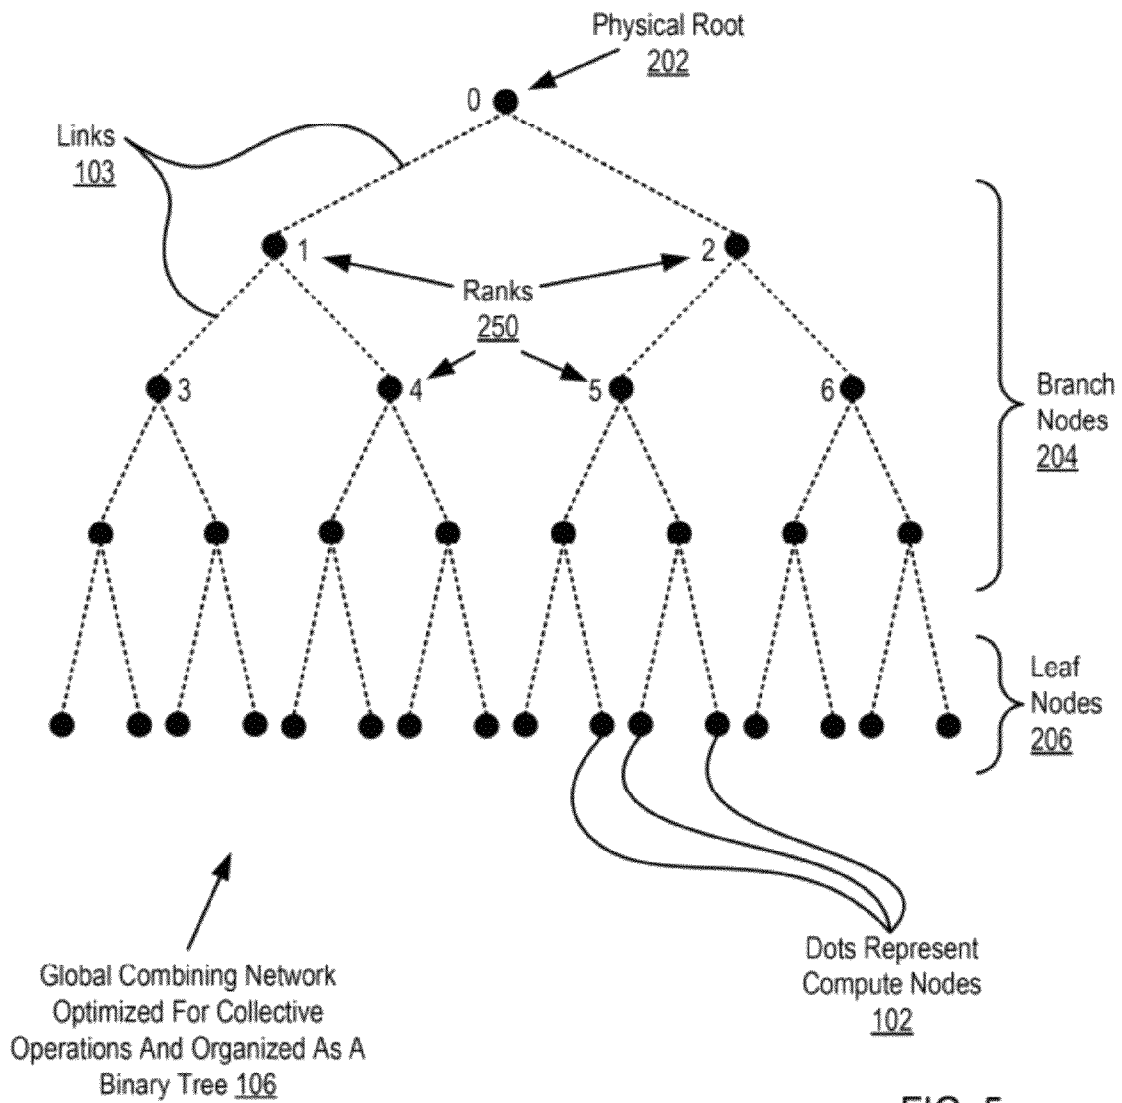 Physical Root
202
0
Links
103
1
2
Ranks
250
3
4
5
6
Branch
Nodes
204
Leaf
Nodes
206
Dots Represent
Compute Nodes
102
Global Combining Network
Optimized For Collective
Operations And Organized As A
Binary Tree 106